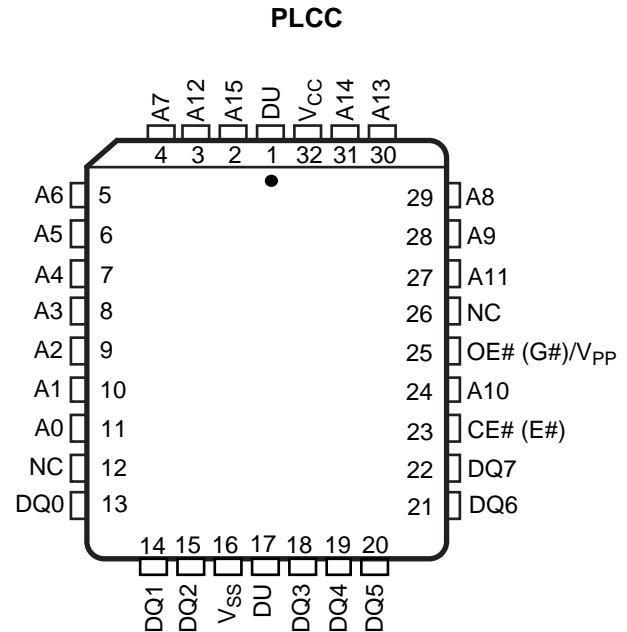 PLCC
A7 A12 A15 DU VCC A14 A13
4 3 2 1 32 31 30
A6 5 29 A8
A5 6 28 A9
A4 7 27 A11
A3 8 26 NC
A2 9 25 OE# (G#)/VPP
A1 10 24 A10
A0 11 23 CE# (E#)
NC 12 22 DQ7
DQ0 13 21 DQ6
14 15 16 17 18 19 20
DQ1 DQ2 VSS DU DQ3 DQ4 DQ5